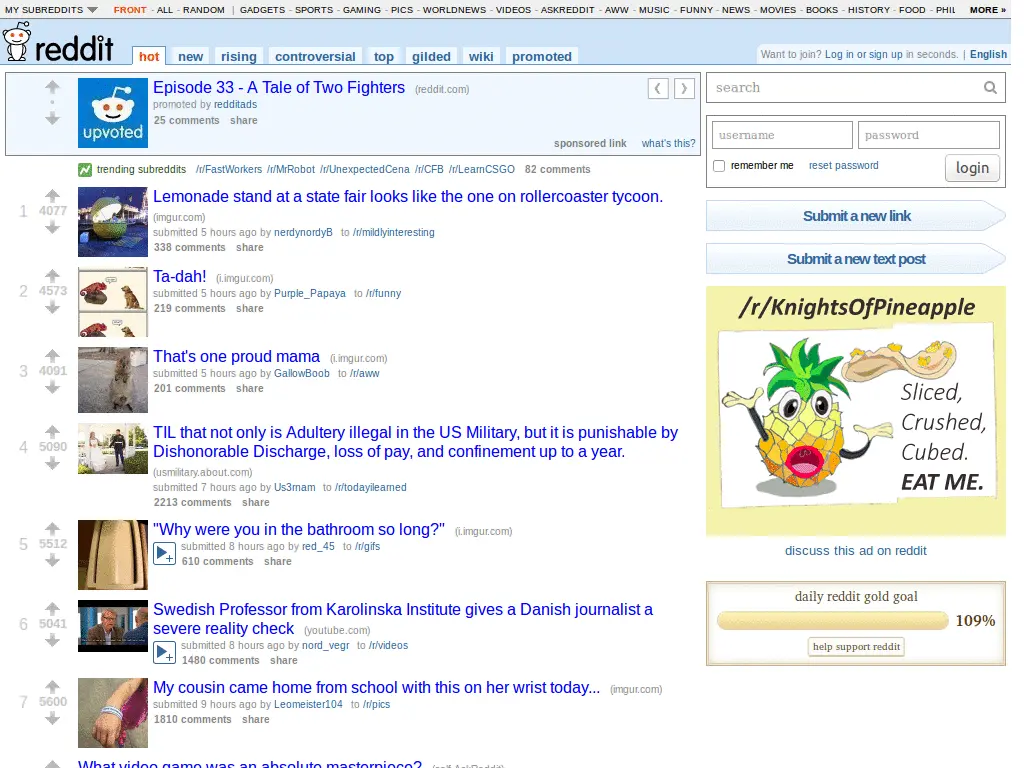 MY SUBREDDITS FRONT - ALL - RANDOM | GADGETS - SPORTS - GAMING - PICS - WORLDNEWS - VIDEOS - ASKREDDIT - AWW - MUSIC - FUNNY - NEWS - MOVIES - BOOKS - HISTORY - FOOD - PHIL MORE »
reddit hot new rising controversial top gilded wiki promoted
Want to join? Log in or sign up in seconds. | English
Episode 33 - A Tale of Two Fighters (reddit.com)
promoted by redditads
25 comments share
upvoted
sponsored link what's this?
trending subreddits /r/FastWorkers /r/MrRobot /r/UnexpectedCena /r/CFB /r/LearnCSGO 82 comments
1 4077
Lemonade stand at a state fair looks like the one on rollercoaster tycoon.
(imgur.com)
submitted 5 hours ago by nerdynordyB to /r/mildlyinteresting
338 comments share
2 4573
Ta-dah! (i.imgur.com)
submitted 5 hours ago by Purple_Papaya to /r/funny
219 comments share
3 4091
That's one proud mama (i.imgur.com)
submitted 5 hours ago by GallowBoob to /r/aww
201 comments share
4 5090
TIL that not only is Adultery illegal in the US Military, but it is punishable by
Dishonorable Discharge, loss of pay, and confinement up to a year.
(usmilitary.about.com)
submitted 7 hours ago by Us3rnam to /r/todayilearned
2213 comments share
5 5512
"Why were you in the bathroom so long?" (i.imgur.com)
submitted 8 hours ago by red_45 to /r/gifs
610 comments share
6 5041
Swedish Professor from Karolinska Institute gives a Danish journalist a
severe reality check (youtube.com)
submitted 8 hours ago by nord_vegr to /r/videos
1480 comments share
7 5600
My cousin came home from school with this on her wrist today... (imgur.com)
submitted 9 hours ago by Leomeister104 to /r/pics
1810 comments share
What video game was an absolute masterpiece? (self.AskReddit)
search
username password
remember me reset password login
Submit a new link
Submit a new text post
/r/KnightsOfPineapple
Sliced,
Crushed,
Cubed.
EAT ME.
discuss this ad on reddit
daily reddit gold goal
109%
help support reddit